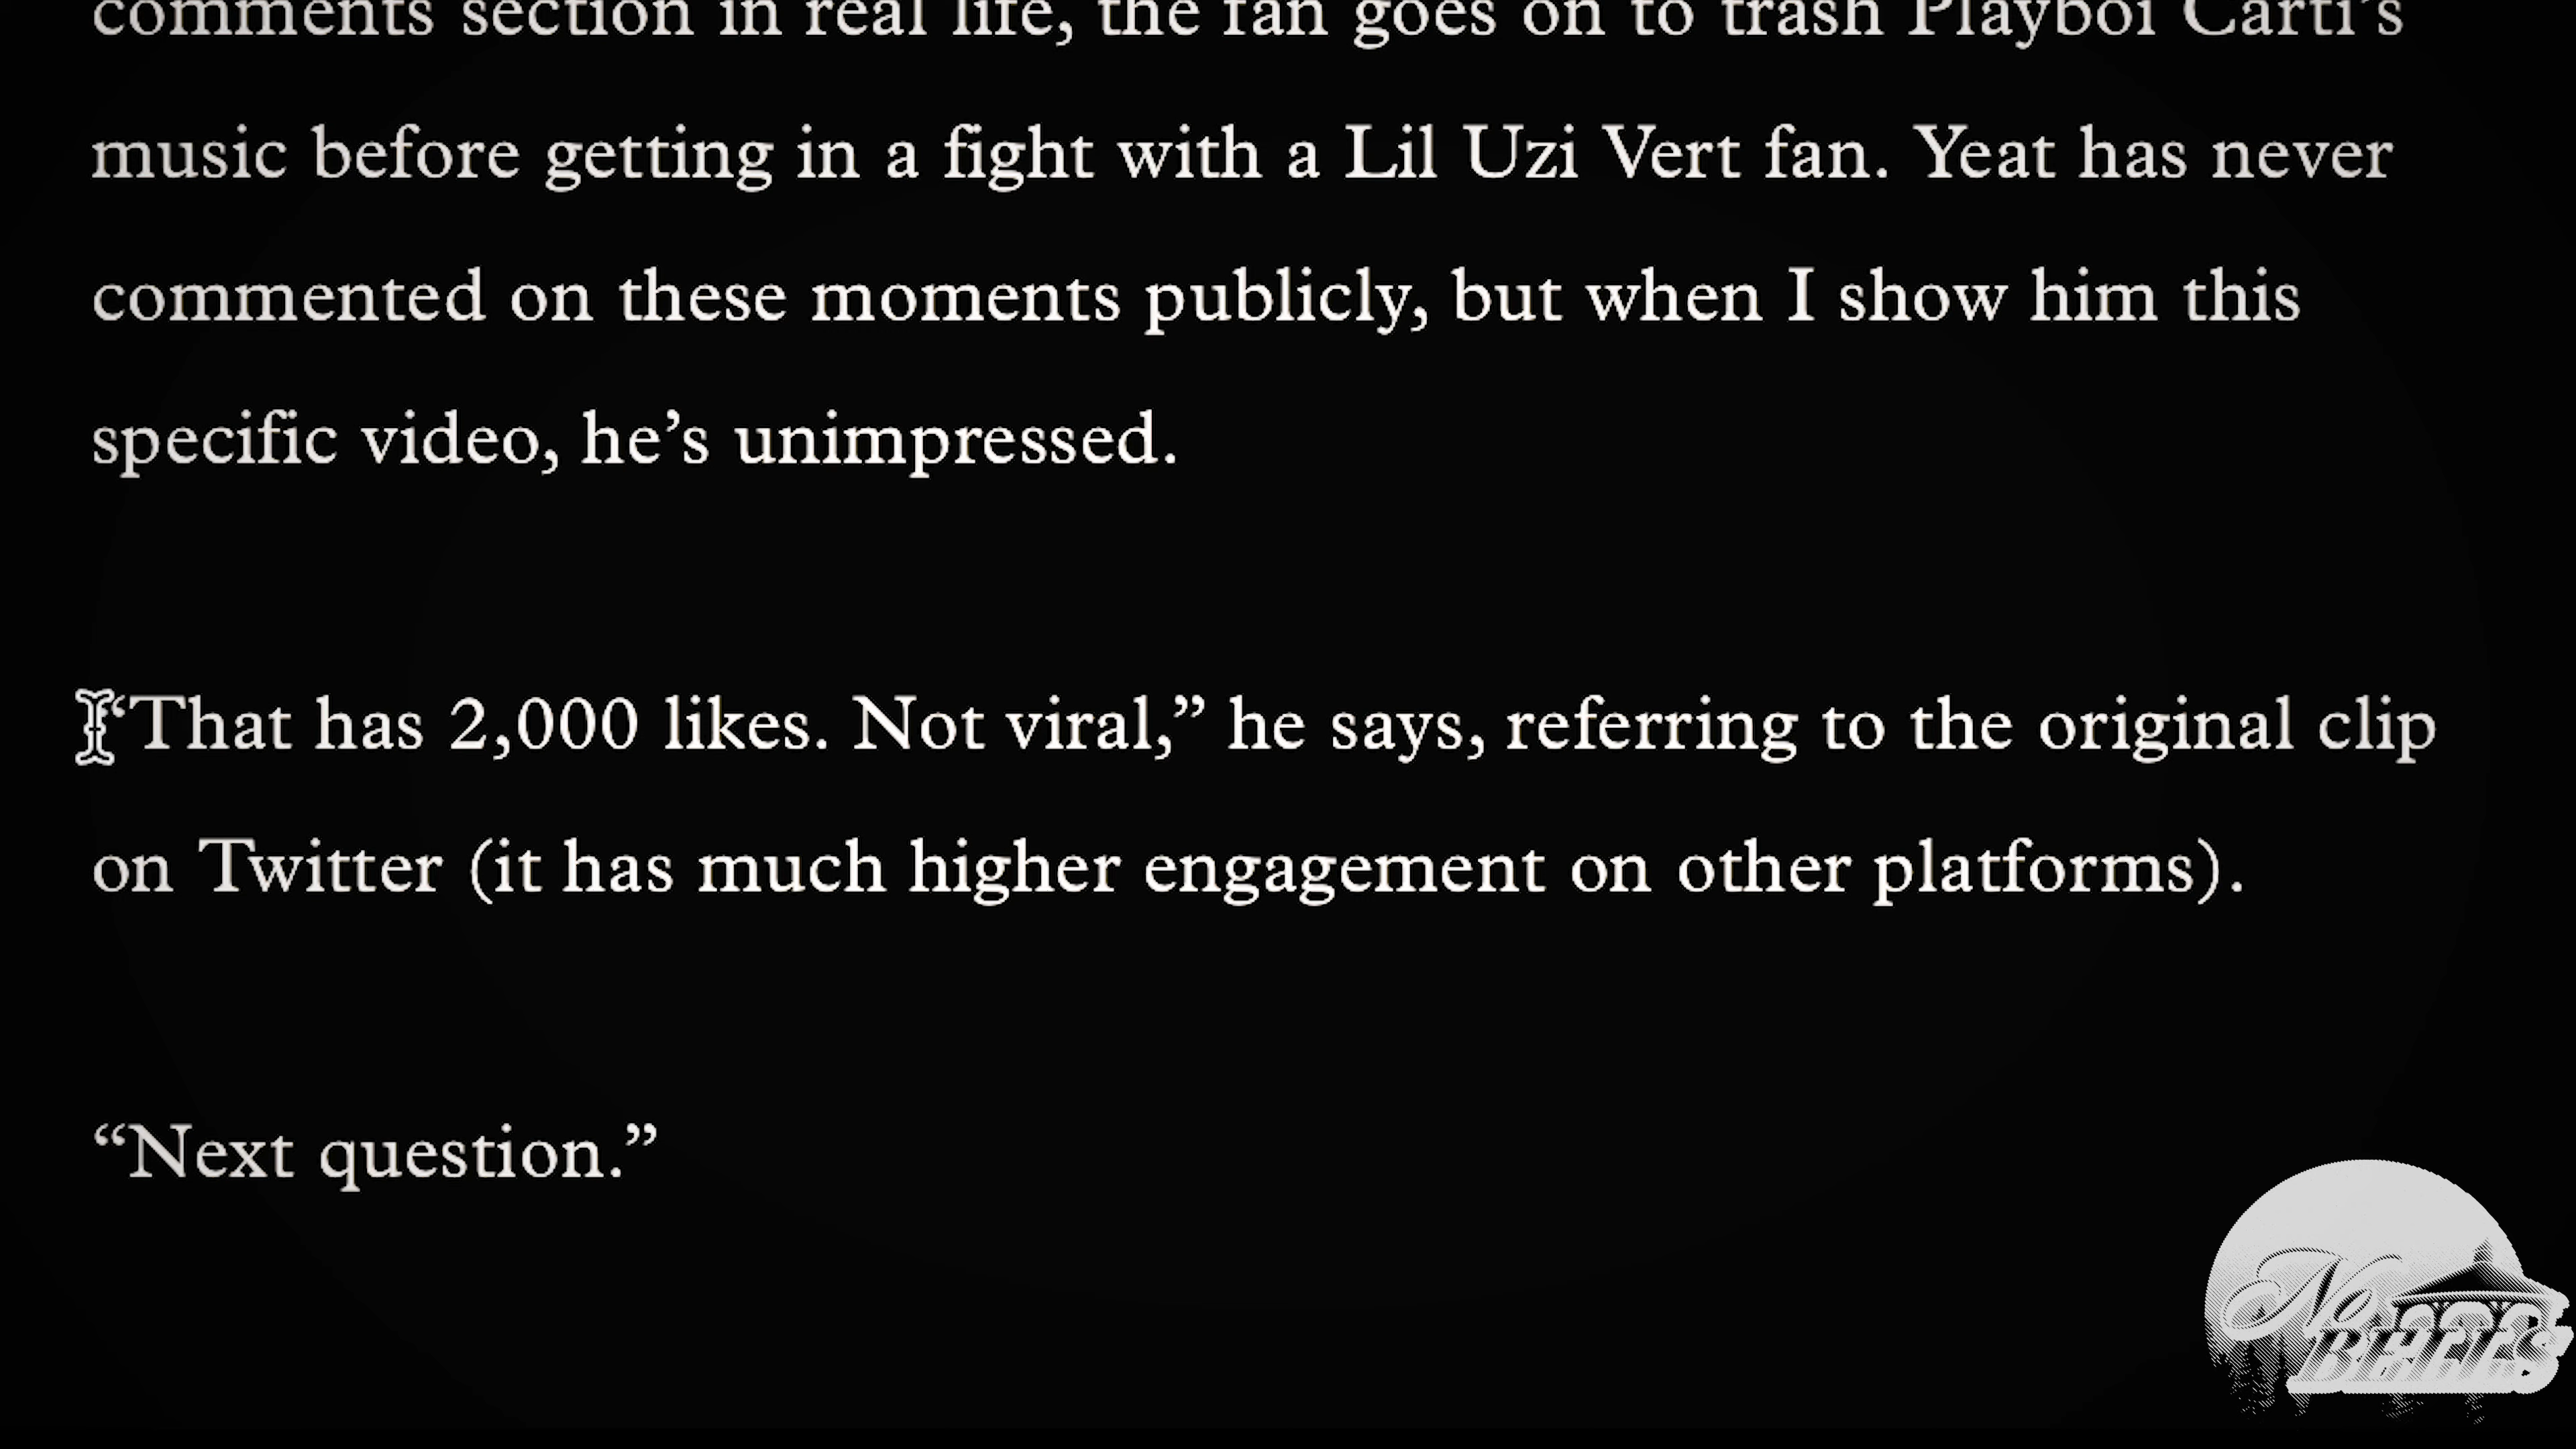 comments section in real life, the fan goes on to trash Playboi Carti’s
music before getting in a fight with a Lil Uzi Vert fan. Yeat has never
commented on these moments publicly, but when I show him this
specific video, he’s unimpressed.
“That has 2,000 likes. Not viral,” he says, referring to the original clip
on Twitter (it has much higher engagement on other platforms).
“Next question.”
No
BELLS